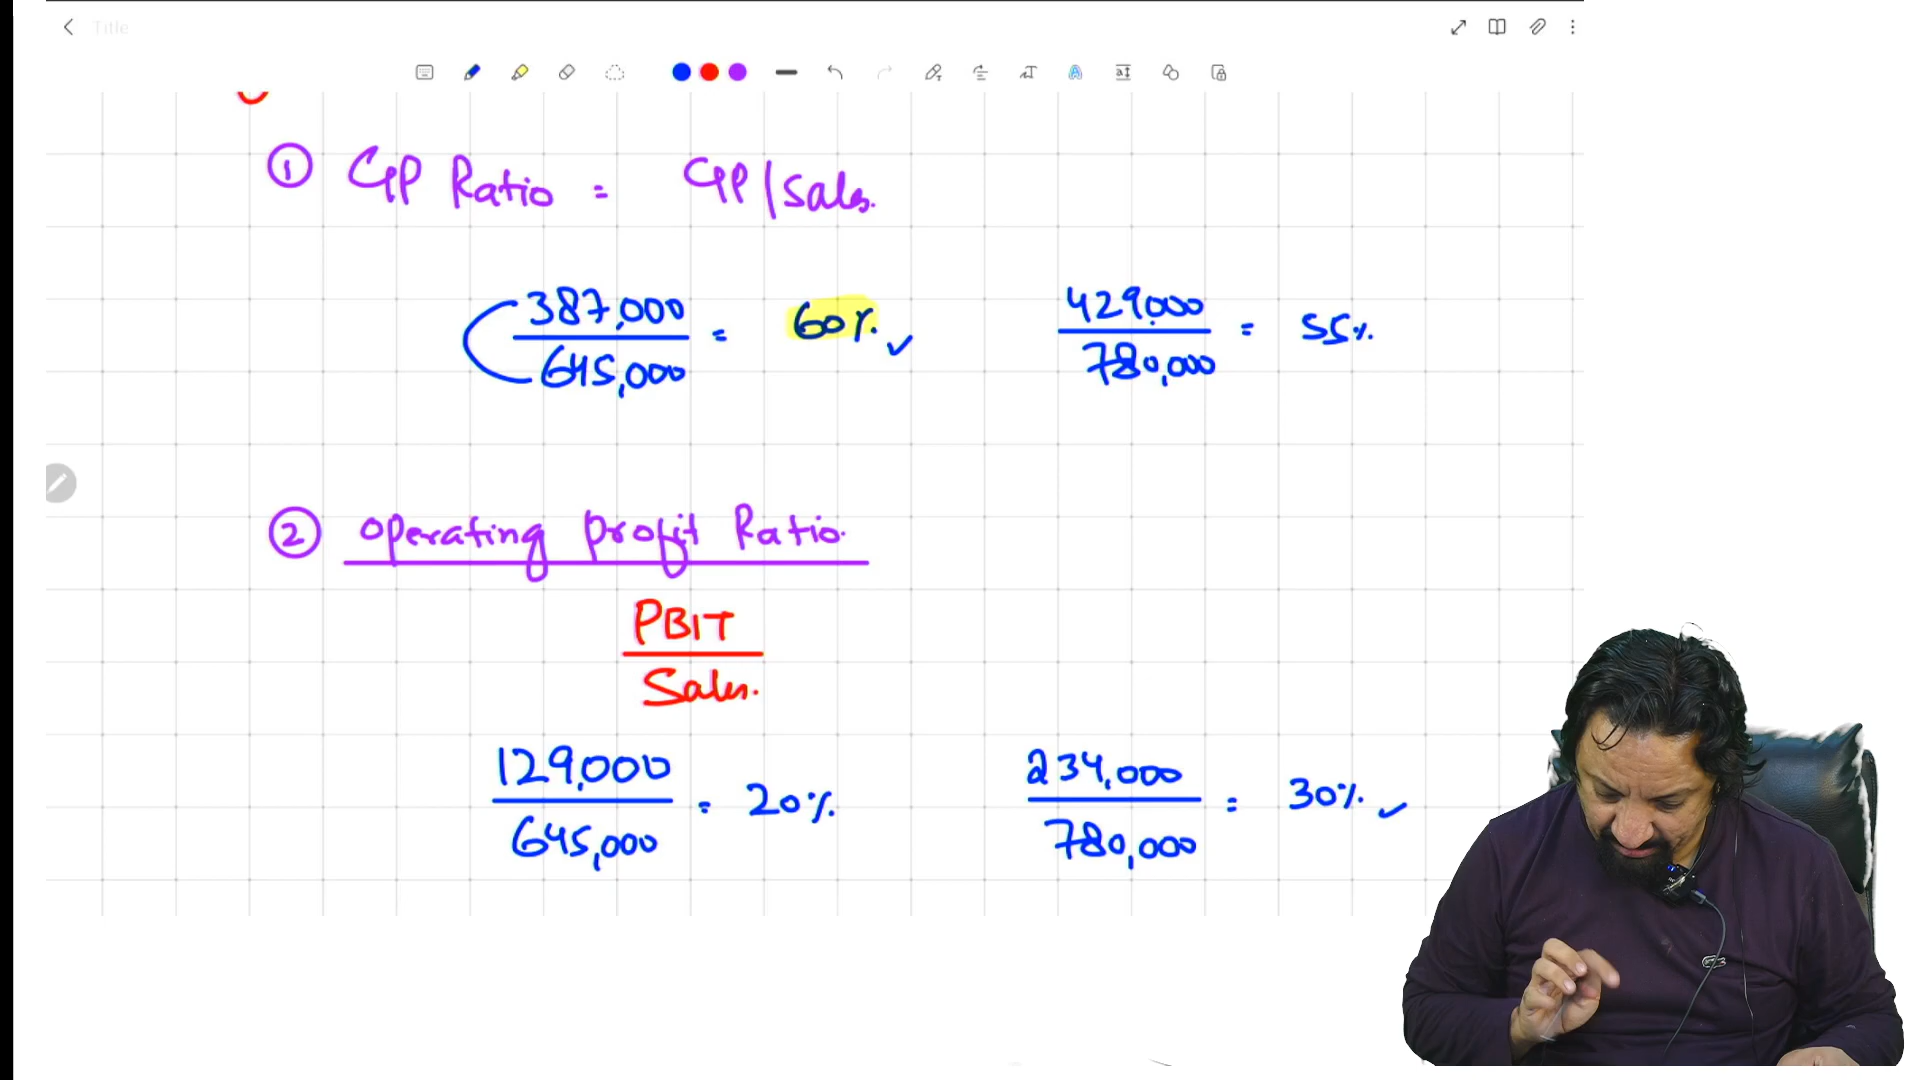 Title
① GP Ratio = GP/Sales.
387,000 / 645,000 = 60%. ✓
429,000 / 780,000 = 55%.
② Operating profit Ratio.
PBIT
Sales.
129,000 / 645,000 = 20%.
234,000 / 780,000 = 30%. ✓